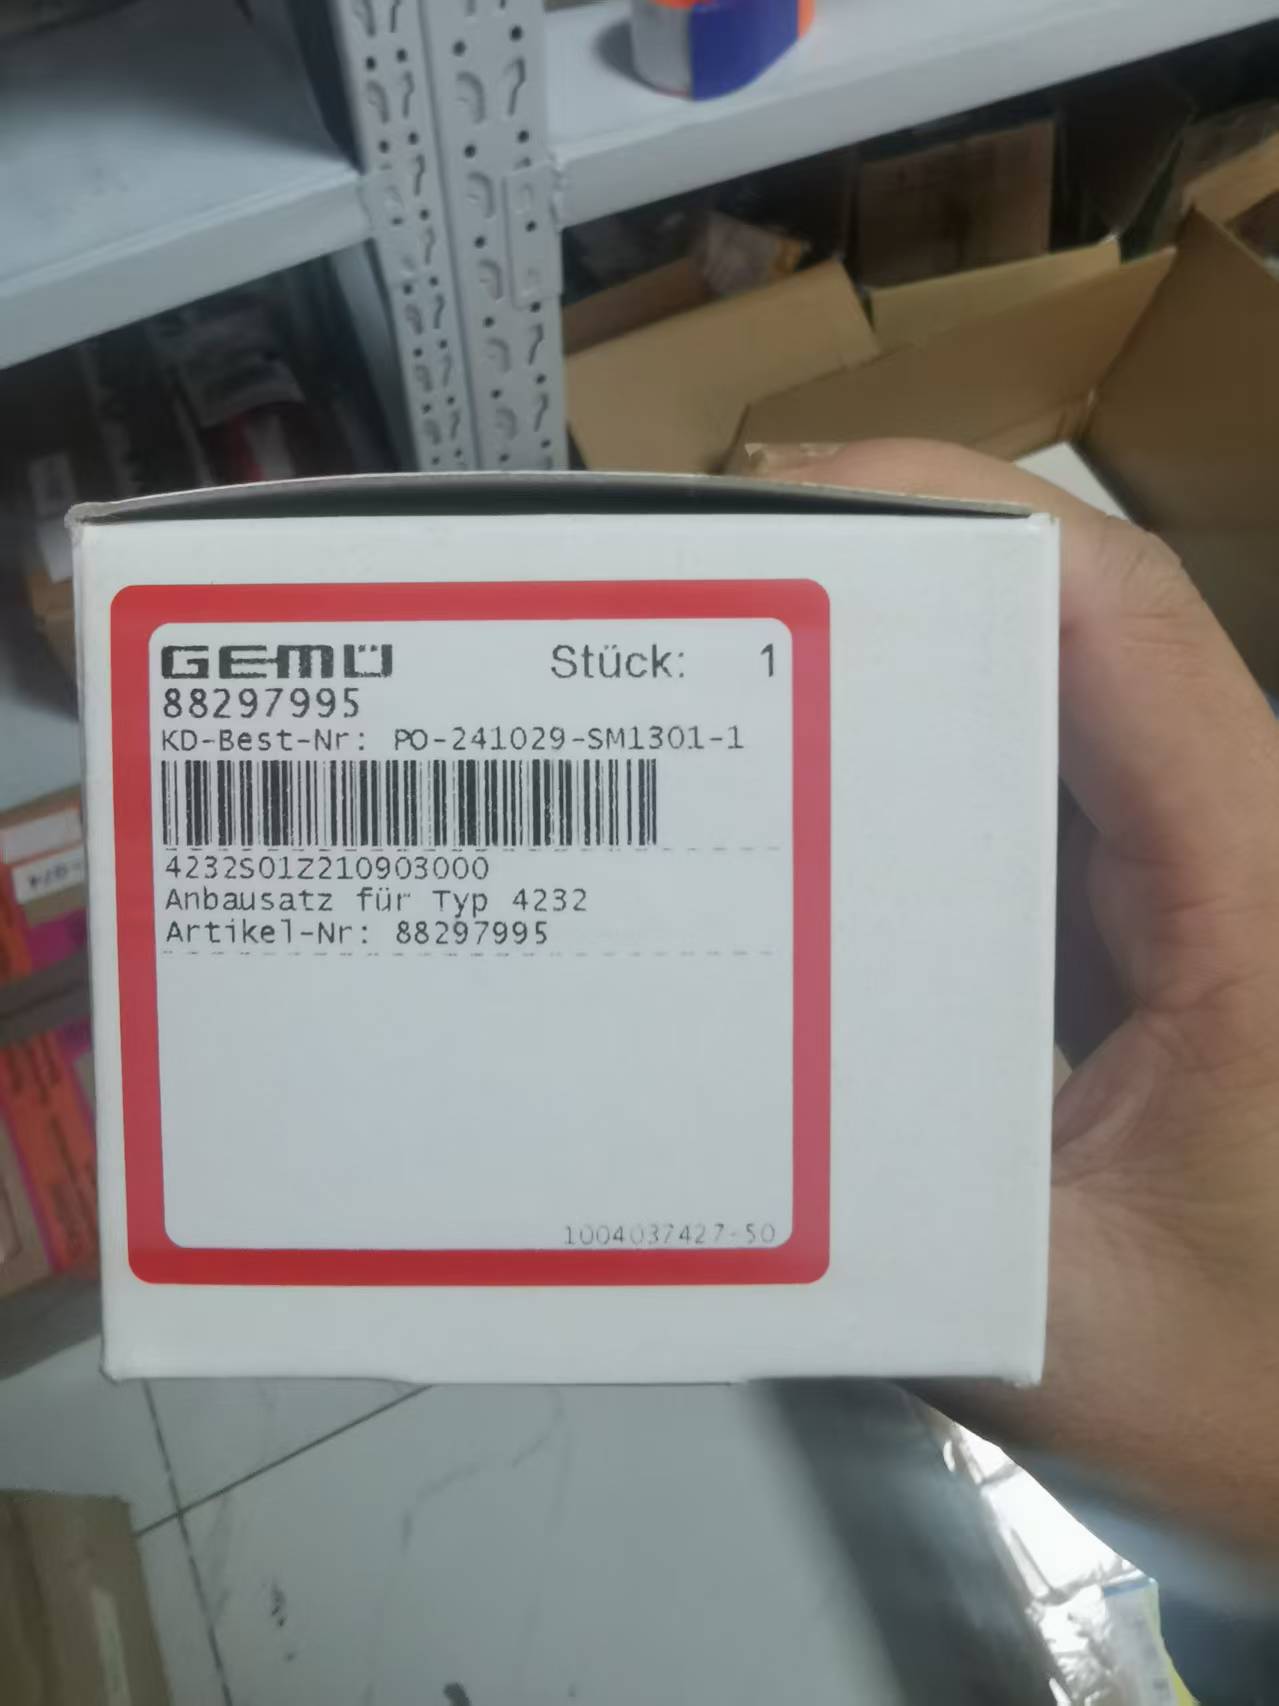 GEMÜ Stück: 1
88297995
KD-Best-Nr: PO-241029-SM1301-1
4232S01Z210903000
Anbausatz für Typ 4232
Artikel-Nr: 88297995
1004037427-50